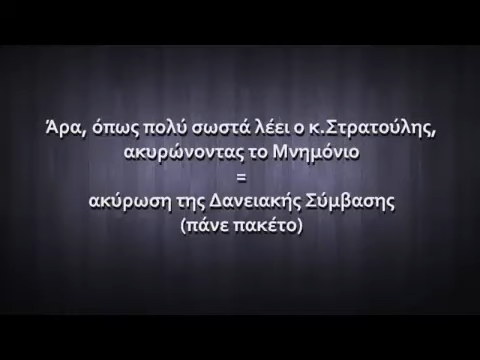 Άρα, όπως πολύ σωστά λέει ο κ.Στρατούλης,
ακυρώνοντας το Μνημόνιο
=
ακύρωση της Δανειακής Σύμβασης
(πάνε πακέτο)